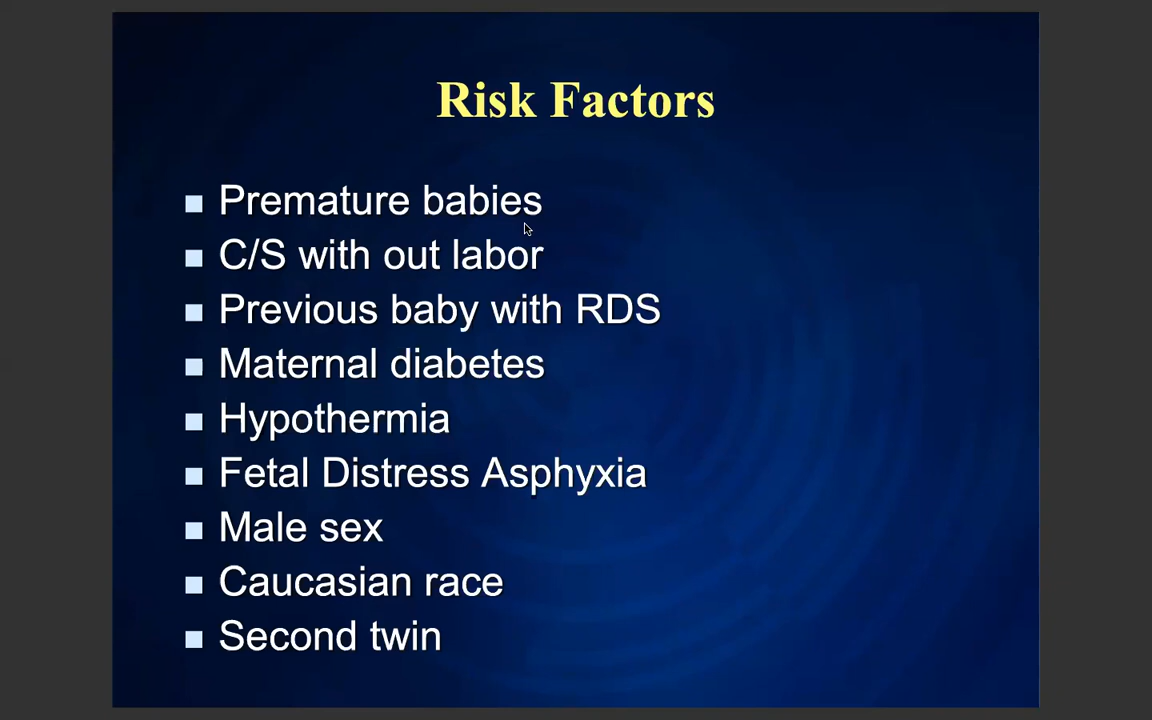 Risk Factors
Premature babies
C/S with out labor
Previous baby with RDS
Maternal diabetes
Hypothermia
Fetal Distress Asphyxia
Male sex
Caucasian race
Second twin